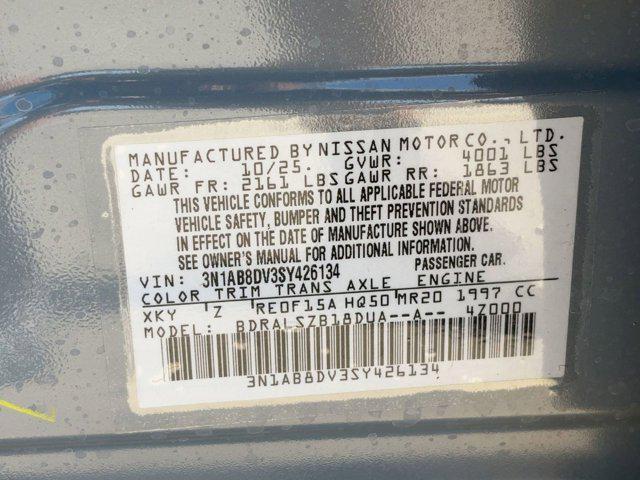 MANUFACTURED BY NISSAN MOTOR CO., LTD.
DATE: 10/25. GVWR: 4001 LBS
GAWR FR: 2161 LBS GAWR RR: 1863 LBS
THIS VEHICLE CONFORMS TO ALL APPLICABLE FEDERAL MOTOR
VEHICLE SAFETY, BUMPER AND THEFT PREVENTION STANDARDS
IN EFFECT ON THE DATE OF MANUFACTURE SHOWN ABOVE.
SEE OWNER'S MANUAL FOR ADDITIONAL INFORMATION.
VIN: 3N1AB8DV3SY426134 PASSENGER CAR.
COLOR TRIM TRANS AXLE ENGINE
XKY Z RE0F15A HQ50 MR20 1997 CC
MODEL: BDRALSZB18DUA--A-- 4Z000
3N1AB8DV3SY426134